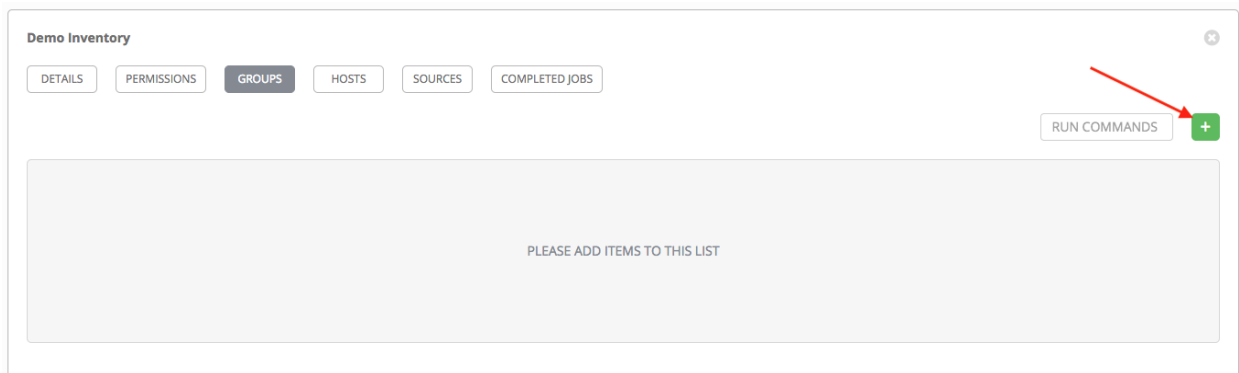 Demo Inventory
DETAILS PERMISSIONS GROUPS HOSTS SOURCES COMPLETED JOBS
RUN COMMANDS +
PLEASE ADD ITEMS TO THIS LIST